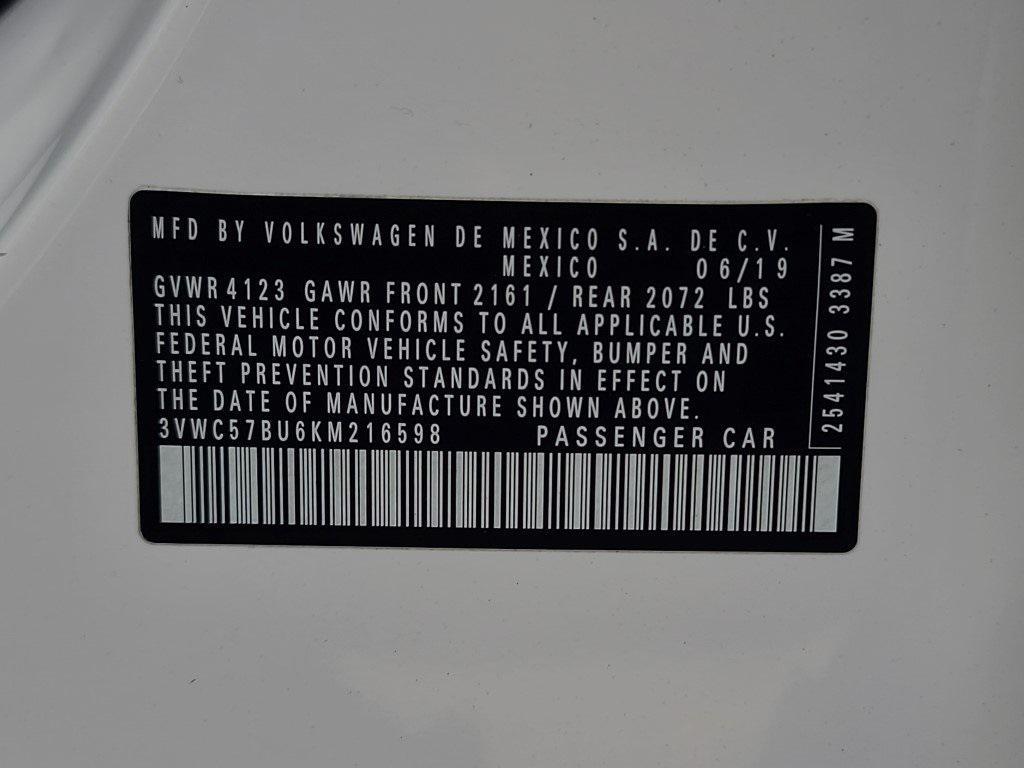 MFD BY VOLKSWAGEN DE MEXICO S.A. DE C.V.
MEXICO 06/19
GVWR 4123 GAWR FRONT 2161 / REAR 2072 LBS
THIS VEHICLE CONFORMS TO ALL APPLICABLE U.S.
FEDERAL MOTOR VEHICLE SAFETY, BUMPER AND
THEFT PREVENTION STANDARDS IN EFFECT ON
THE DATE OF MANUFACTURE SHOWN ABOVE.
3VWC57BU6KM216598 PASSENGER CAR
2541430 3387 M